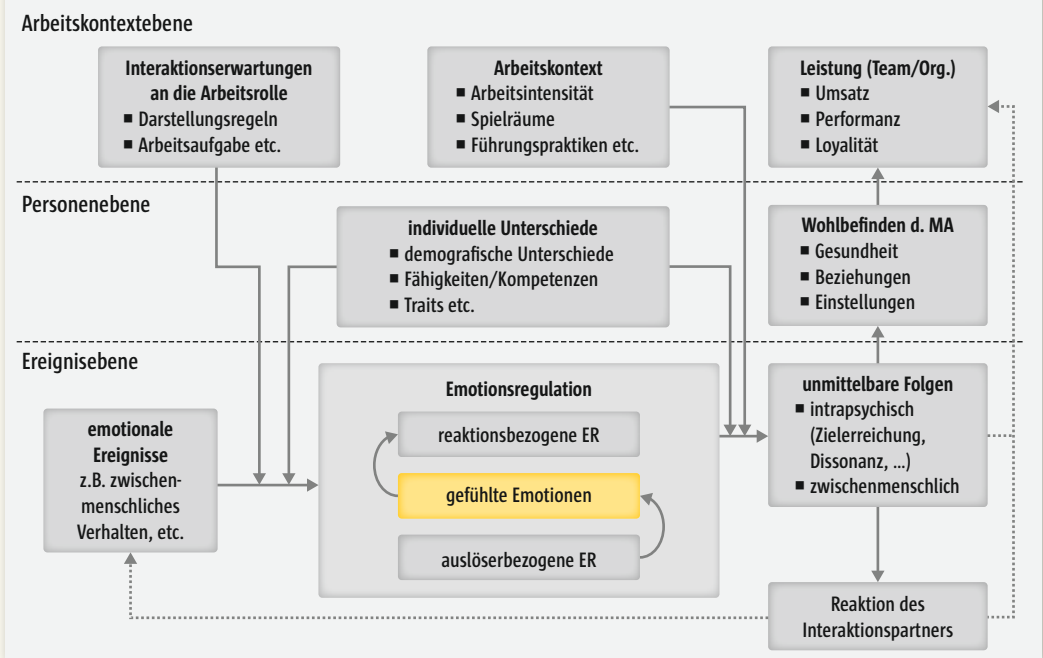 Arbeitskontextebene
Interaktionserwartungen
an die Arbeitsrolle
■ Darstellungsregeln
■ Arbeitsaufgabe etc.
Arbeitskontext
■ Arbeitsintensität
■ Spielräume
■ Führungspraktiken etc.
Leistung (Team/Org.)
■ Umsatz
■ Performanz
■ Loyalität
Personenebene
individuelle Unterschiede
■ demografische Unterschiede
■ Fähigkeiten/Kompetenzen
■ Traits etc.
Wohlbefinden d. MA
■ Gesundheit
■ Beziehungen
■ Einstellungen
Ereignisebene
emotionale
Ereignisse
z.B. zwischen-
menschliches
Verhalten, etc.
Emotionsregulation
reaktionsbezogene ER
gefühlte Emotionen
auslöserbezogene ER
unmittelbare Folgen
■ intrapsychisch
(Zielerreichung,
Dissonanz, ...)
■ zwischenmenschlich
Reaktion des
Interaktionspartners